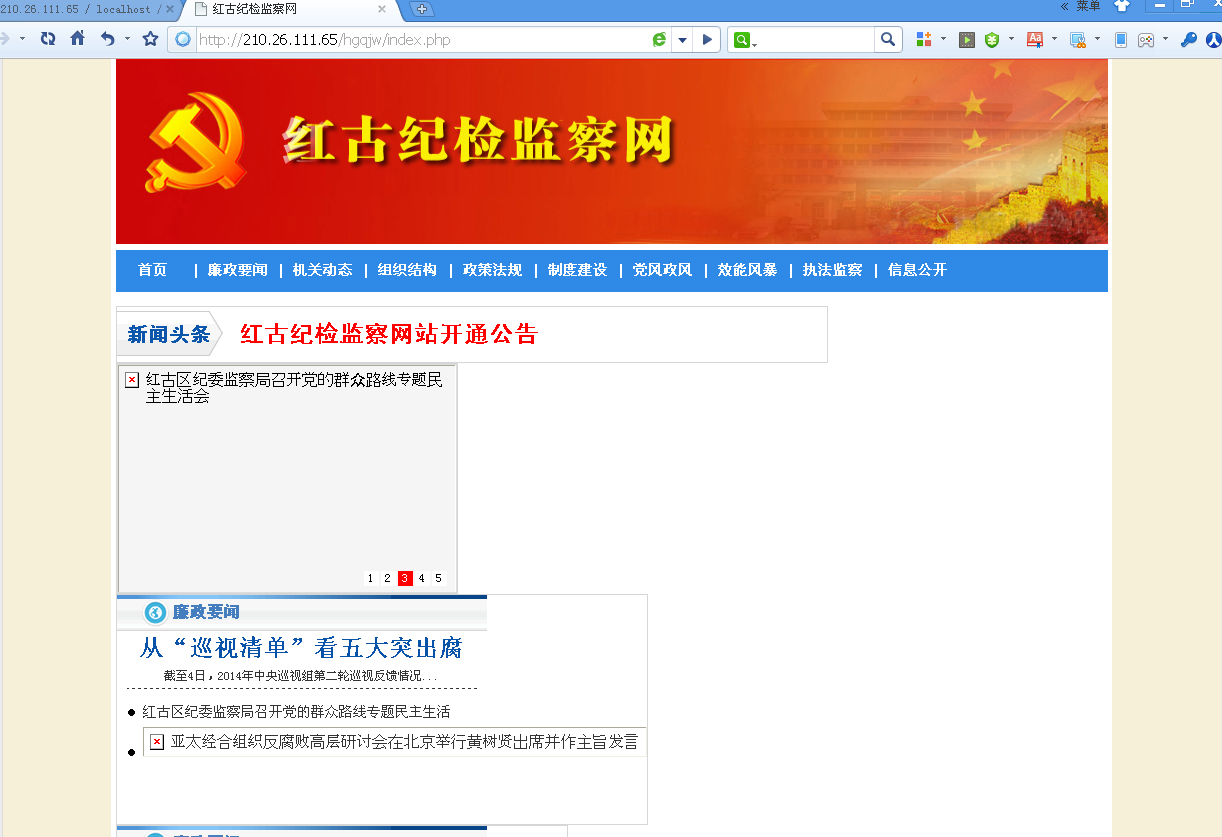 210.26.111.65 / localhost /
红古纪检监察网
菜单
http://210.26.111.65/hgqjw/index.php
红古纪检监察网
首页 | 廉政要闻 | 机关动态 | 组织结构 | 政策法规 | 制度建设 | 党风政风 | 效能风暴 | 执法监察 | 信息公开
新闻头条
红古纪检监察网站开通公告
红古区纪委监察局召开党的群众路线专题民
主生活会
1 2 3 4 5
廉政要闻
从“巡视清单”看五大突出腐
截至4日，2014年中央巡视组第二轮巡视反馈情况...
红古区纪委监察局召开党的群众路线专题民主生活
亚太经合组织反腐败高层研讨会在北京举行黄树贤出席并作主旨发言